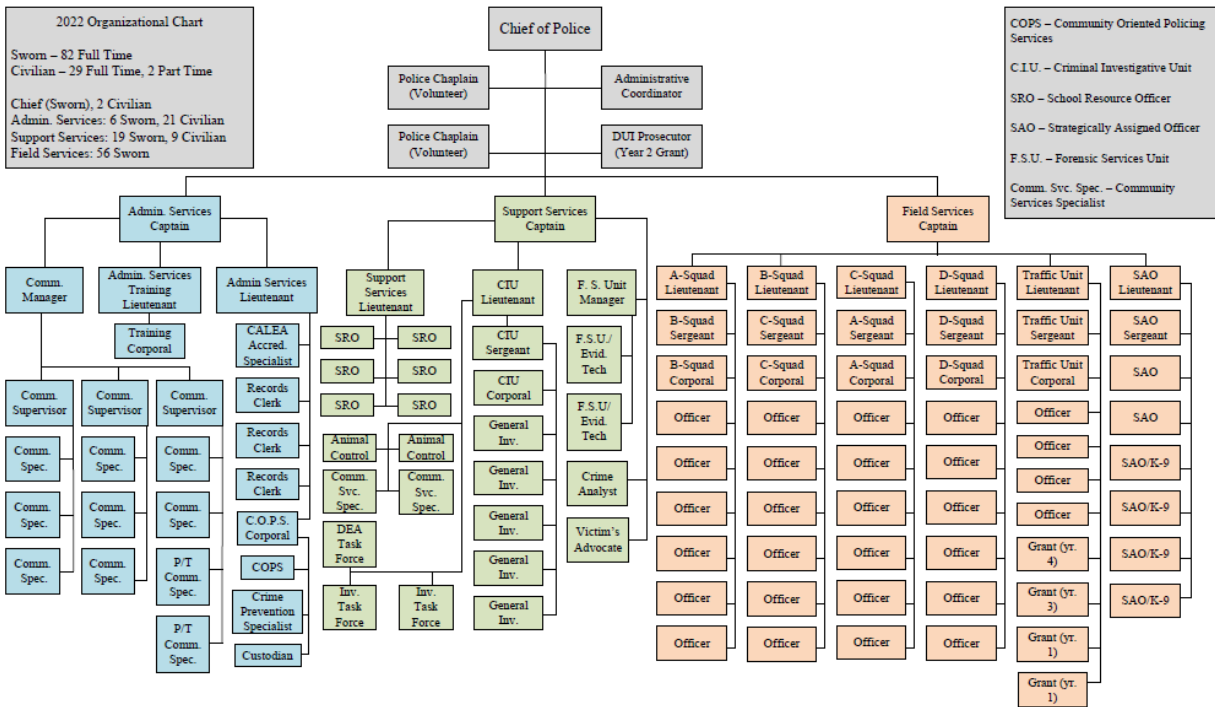 2022 Organizational Chart
Sworn – 82 Full Time
Civilian – 29 Full Time, 2 Part Time
Chief (Sworn), 2 Civilian
Admin. Services: 6 Sworn, 21 Civilian
Support Services: 19 Sworn, 9 Civilian
Field Services: 56 Sworn
Chief of Police
Police Chaplain
(Volunteer)
Administrative
Coordinator
Police Chaplain
(Volunteer)
DUI Prosecutor
(Year 2 Grant)
COPS – Community Oriented Policing
Services
C.I.U. – Criminal Investigative Unit
SRO – School Resource Officer
SAO – Strategically Assigned Officer
F.S.U. – Forensic Services Unit
Comm. Svc. Spec. – Community
Services Specialist
Admin. Services
Captain
Comm.
Manager
Admin. Services
Training
Lieutenant
Training
Corporal
Admin Services
Lieutenant
Comm.
Supervisor
Comm.
Spec.
Comm.
Spec.
Comm.
Spec.
Comm.
Supervisor
Comm.
Spec.
Comm.
Spec.
Comm.
Spec.
Comm.
Supervisor
Comm.
Spec.
Comm.
Spec.
P/T
Comm.
Spec.
P/T
Comm.
Spec.
CALEA
Accred.
Specialist
Records
Clerk
Records
Clerk
Records
Clerk
C.O.P.S.
Corporal
COPS
Crime
Prevention
Specialist
Custodian
Support Services
Captain
Support
Services
Lieutenant
SRO
SRO
SRO
SRO
SRO
SRO
Animal
Control
Animal
Control
Comm.
Svc.
Spec.
Comm.
Svc.
Spec.
DEA
Task
Force
Inv.
Task
Force
Inv.
Task
Force
CIU
Lieutenant
CIU
Sergeant
CIU
Corporal
General
Inv.
General
Inv.
General
Inv.
General
Inv.
General
Inv.
F. S. Unit
Manager
F.S.U./
Evid.
Tech
F.S.U/
Evid.
Tech
Crime
Analyst
Victim's
Advocate
Field Services
Captain
A-Squad
Lieutenant
B-Squad
Sergeant
B-Squad
Corporal
Officer
Officer
Officer
Officer
Officer
Officer
B-Squad
Lieutenant
C-Squad
Sergeant
C-Squad
Corporal
Officer
Officer
Officer
Officer
Officer
Officer
C-Squad
Lieutenant
A-Squad
Sergeant
A-Squad
Corporal
Officer
Officer
Officer
Officer
Officer
Officer
D-Squad
Lieutenant
D-Squad
Sergeant
D-Squad
Corporal
Officer
Officer
Officer
Officer
Officer
Officer
Traffic Unit
Lieutenant
Traffic Unit
Sergeant
Traffic Unit
Corporal
Officer
Officer
Officer
Officer
Grant (yr.
4)
Grant (yr.
3)
Grant (yr.
1)
Grant (yr.
1)
SAO
Lieutenant
SAO
Sergeant
SAO
SAO
SAO/K-9
SAO/K-9
SAO/K-9
SAO/K-9